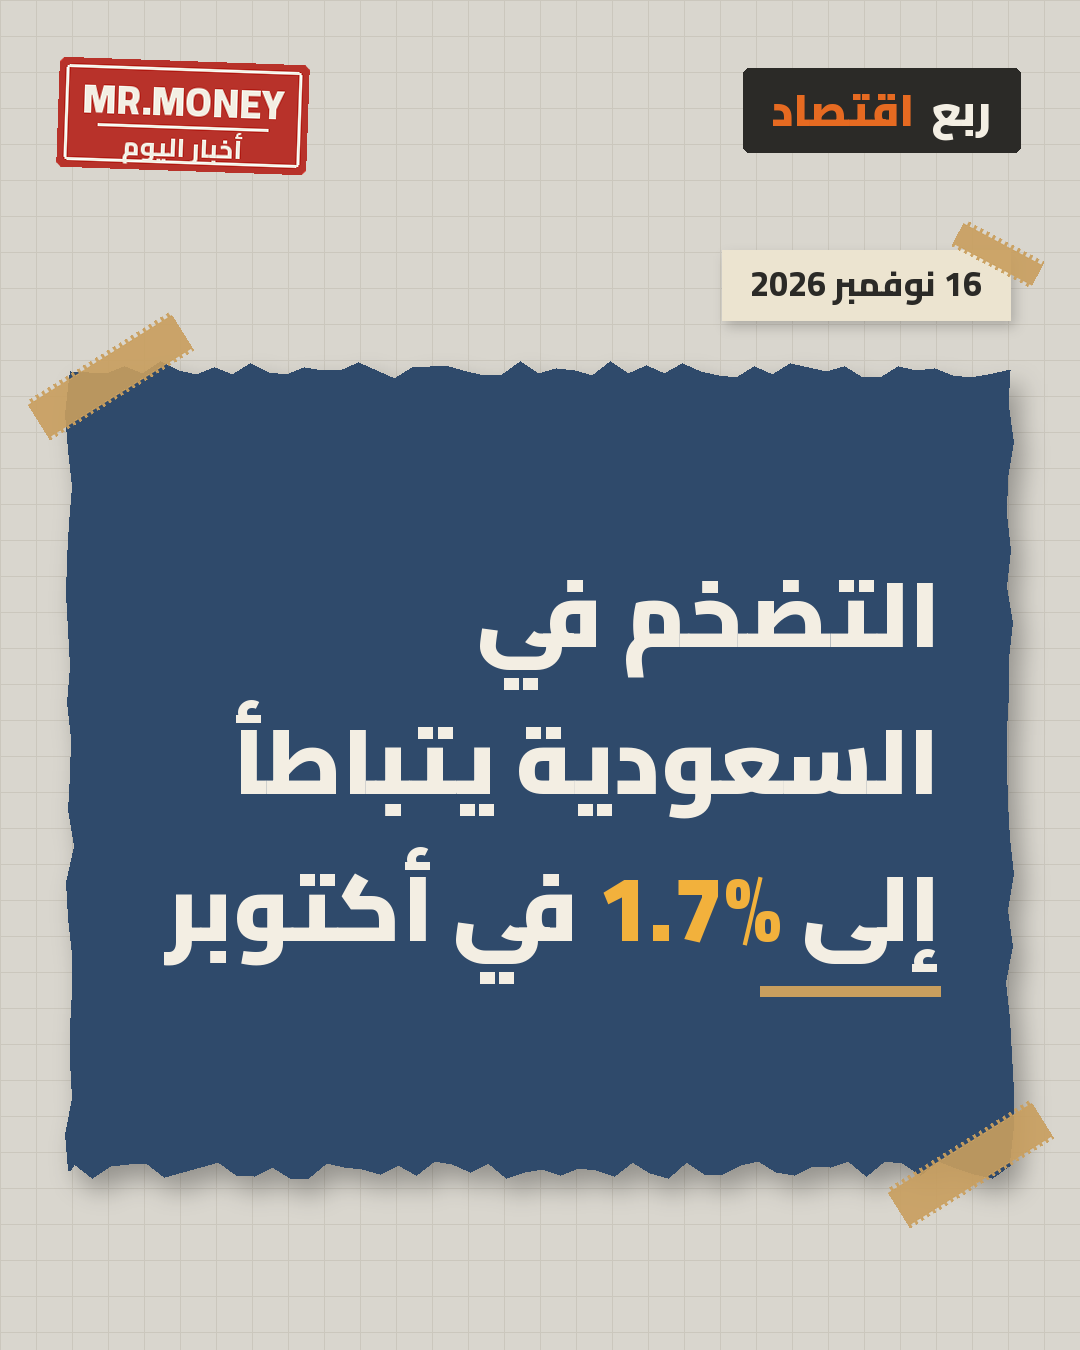 MR.MONEY
أخبار اليوم
ربع اقتصاد
16 نوفمبر 2026
التضخم في
السعودية يتباطأ
إلى 1.7% في أكتوبر